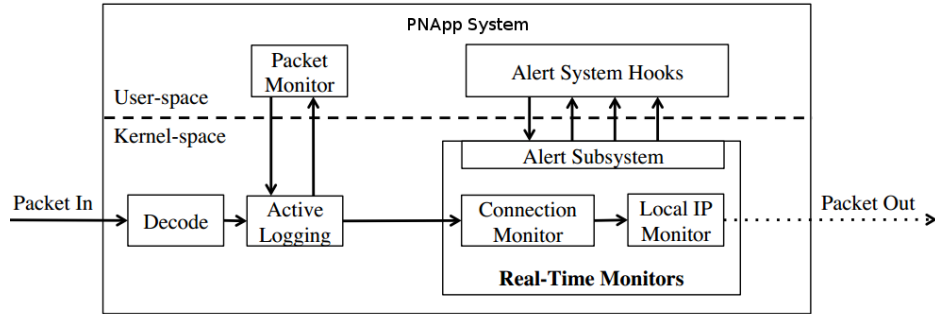 PNApp System
Packet
Monitor
Alert System Hooks
User-space
Kernel-space
Alert Subsystem
Packet In
Decode
Active
Logging
Connection
Monitor
Local IP
Monitor
Packet Out
Real-Time Monitors